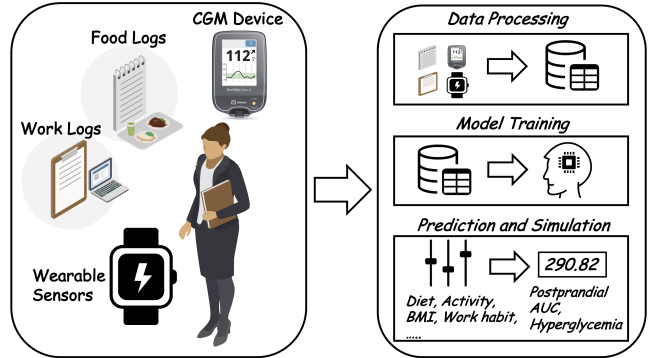 CGM Device
Food Logs
112
Work Logs
Wearable
Sensors
Data Processing
112
Model Training
Prediction and Simulation
290.82
Diet, Activity,
BMI, Work habit,
.....
Postprandial
AUC,
Hyperglycemia